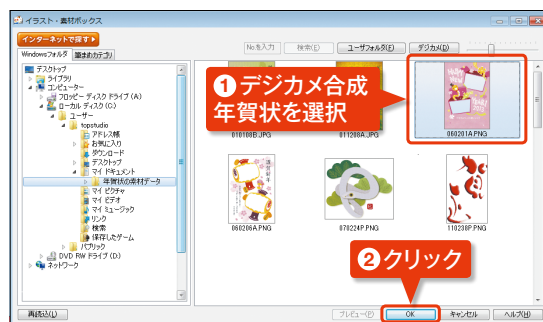 イラスト・素材ボックス
インターネットで探す
No.を入力
検索(E)
ユーザフォルダ(F)
デジカメ(D)
Windowsフォルダ
筆まめカテゴリ
デスクトップ
ライブラリ
コンピューター
フロッピー ディスク ドライブ (A)
ローカル ディスク (C)
ユーザー
topstudio
アドレス帳
お気に入り
ダウンロード
デスクトップ
マイ ドキュメント
年賀状の素材データ
マイ ピクチャ
マイ ビデオ
マイ ミュージック
リンク
検索
保存したゲーム
パブリック
DVD RW ドライブ (D)
ネットワーク
1 デジカメ合成
年賀状を選択
010108B.JPG
011208A.JPG
060201A.PNG
060206A.PNG
070224P.PNG
110238P.PNG
2 クリック
再読込(L)
プレビュー(P)
OK
キャンセル
ヘルプ(H)